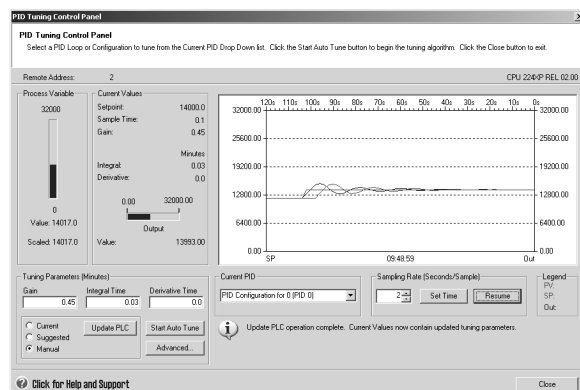 PID Tuning Control Panel
PID Tuning Control Panel
Select a PID Loop or Configuration to tune from the Current PID Drop Down list. Click the Start Auto Tune button to begin the tuning algorithm. Click the Close button to exit.
Remote Address: 2 CPU 224XP REL 02.00
Process Variable
32000
0
Value: 14017.0
Scaled: 14017.0
Current Values
Setpoint: 14000.0
Sample Time: 0.1
Gain: 0.45
Minutes
Integral: 0.03
Derivative: 0.0
0.00 32000.00
Output
Value: 13993.00
120s 110s 100s 90s 80s 70s 60s 50s 40s 30s 20s 10s 0s
32000.00 32000.00
25600.00 25600.00
19200.00 19200.00
12800.00 12800.00
6400.00 6400.00
0.00 0.00
SP 09:48:59 Out
Tuning Parameters (Minutes)
Gain Integral Time Derivative Time
0.45 0.03 0.0
Current
Suggested
Manual
Update PLC
Start Auto Tune
Advanced...
Current PID
PID Configuration for 0 (PID 0)
Sampling Rate (Seconds/Sample)
2 Set Time Resume
Legend
PV:
SP:
Out:
Update PLC operation complete. Current Values now contain updated tuning parameters.
Click for Help and Support
Close